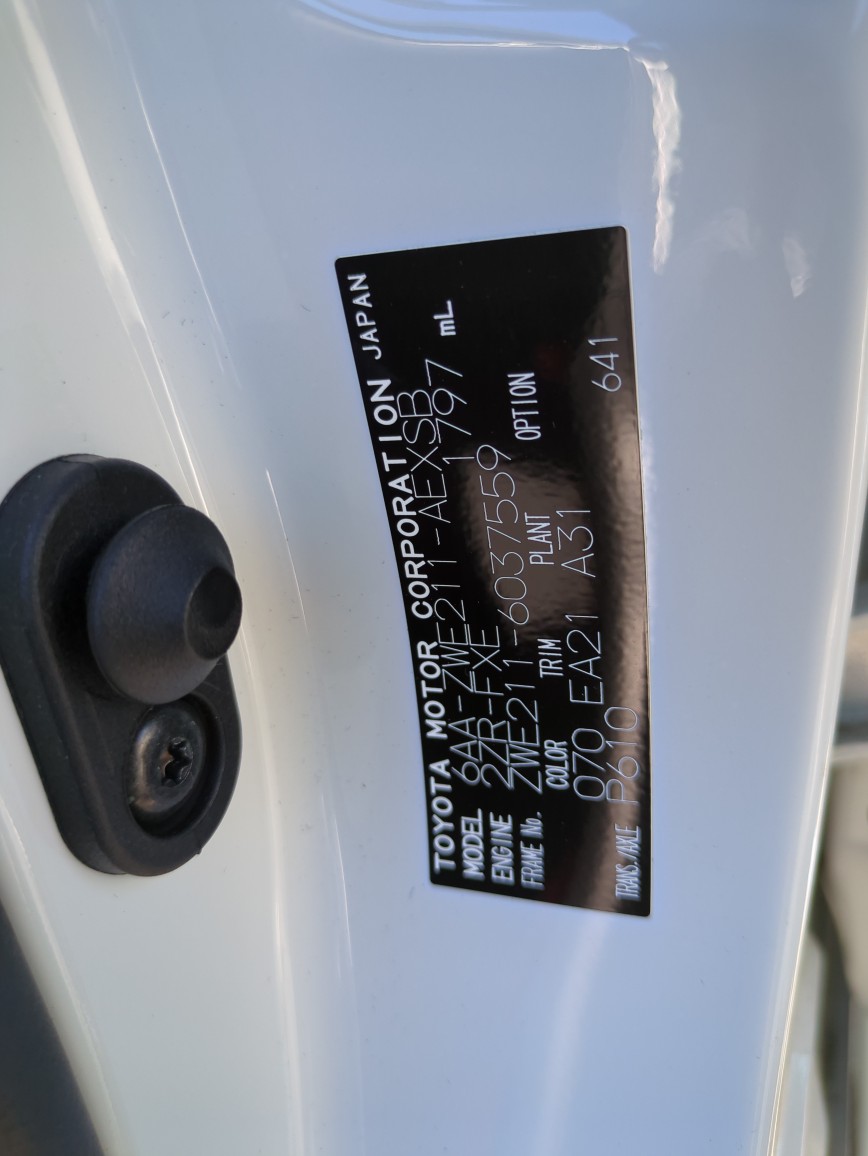 TOYOTA MOTOR CORPORATION JAPAN
MODEL 6AA-ZWE211-AEXSB
ENGINE 2ZR-FXE 1797 mL
FRAME No. ZWE211-6037559
COLOR TRIM PLANT OPTION
070 EA21 A31
TRANS./AXLE P610 641